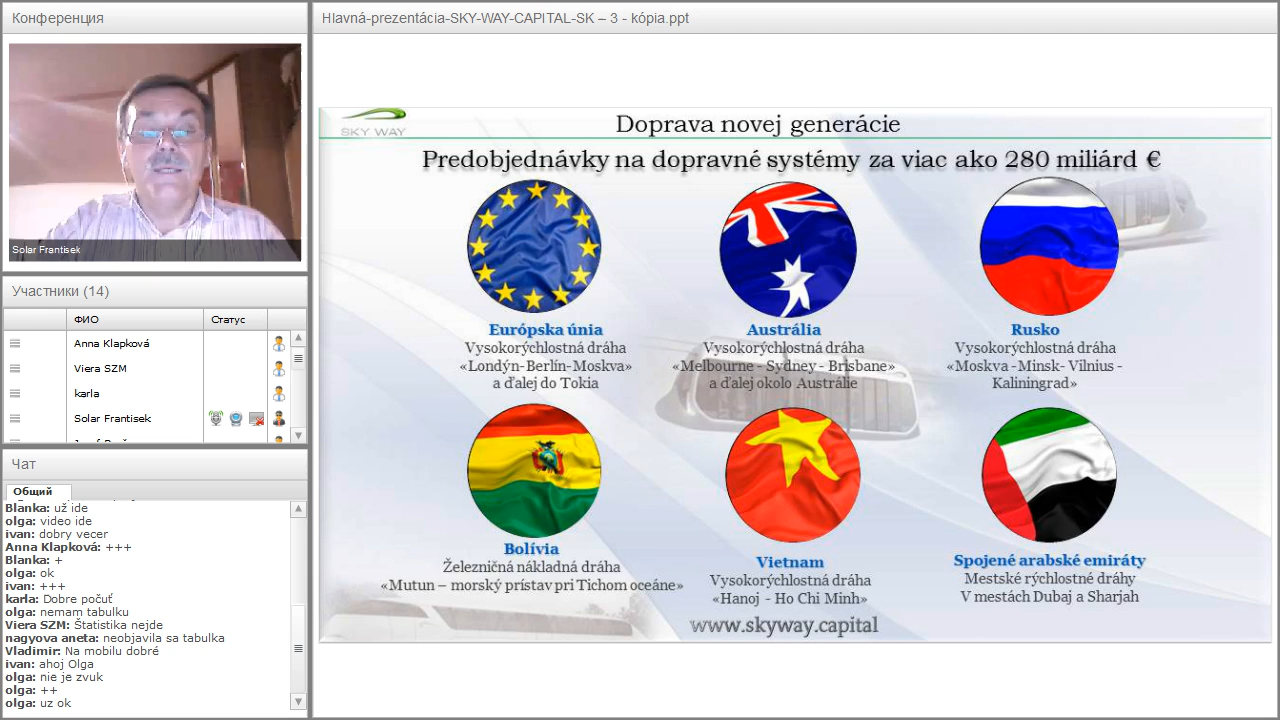 Конференция
Solar Frantisek
Участники (14)
ФИО
Статус
Anna Klapková
Viera SZM
karla
Solar Frantisek
Чат
Общий
Blanka: už ide
olga: video ide
ivan: dobry vecer
Anna Klapková: +++
Blanka: +
olga: ok
ivan: +++
karla: Dobre počuť
olga: nemam tabulku
Viera SZM: Štatistika nejde
nagyova aneta: neobjavila sa tabulka
Vladimir: Na mobilu dobré
ivan: ahoj Olga
olga: nie je zvuk
olga: ++
olga: uz ok
Hlavná-prezentácia-SKY-WAY-CAPITAL-SK – 3 - kópia.ppt
SKY WAY
Doprava novej generácie
Predobjednávky na dopravné systémy za viac ako 280 miliárd €
Európska únia
Vysokorýchlostná dráha
«Londýn-Berlín-Moskva»
a ďalej do Tokia
Austrália
Vysokorýchlostná dráha
«Melbourne - Sydney - Brisbane»
a ďalej okolo Austrálie
Rusko
Vysokorýchlostná dráha
«Moskva - Minsk- Vilnius -
Kaliningrad»
Bolívia
Železničná nákladná dráha
«Mutun – morský prístav pri Tichom oceáne»
Vietnam
Vysokorýchlostná dráha
«Hanoj - Ho Chi Minh»
Spojené arabské emiráty
Mestské rýchlostné dráhy
V mestách Dubaj a Sharjah
www.skyway.capital